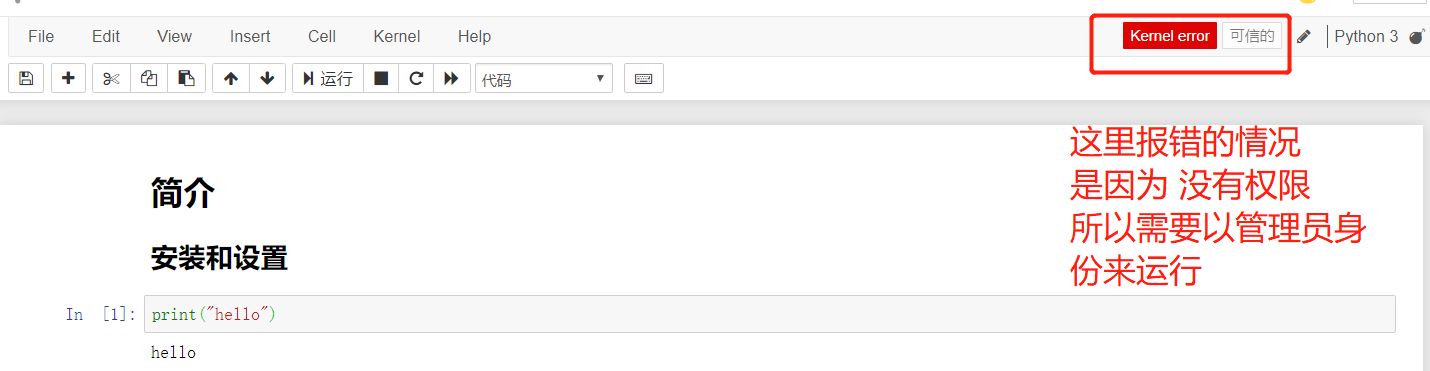 File Edit View Insert Cell Kernel Help Kernel error 可信的 Python 3
运行 代码
这里报错的情况
是因为 没有权限
所以需要以管理员身
份来运行
简介
安装和设置
In [1]: print("hello")
hello